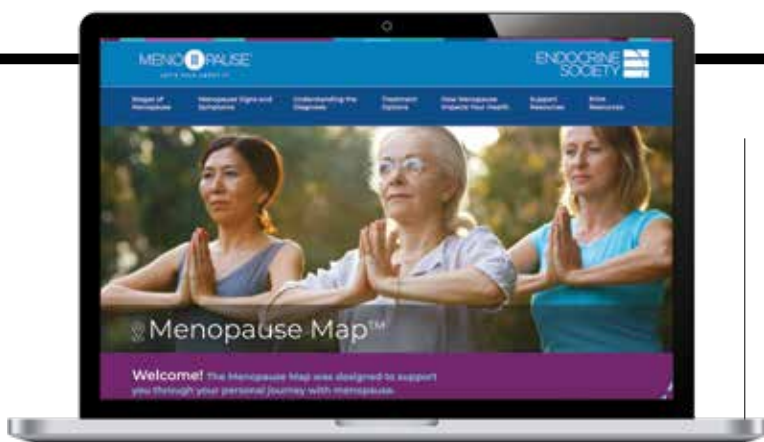 MENO PAUSE
LET'S TALK ABOUT IT
ENDOCRINE
SOCIETY
Stages of Menopause
Menopause Signs and Symptoms
Understanding the Diagnosis
Treatment Options
How Menopause Impacts Your Health
Support Resources
Print Resources
Menopause Map™
Welcome! The Menopause Map was designed to support
you through your personal journey with menopause.